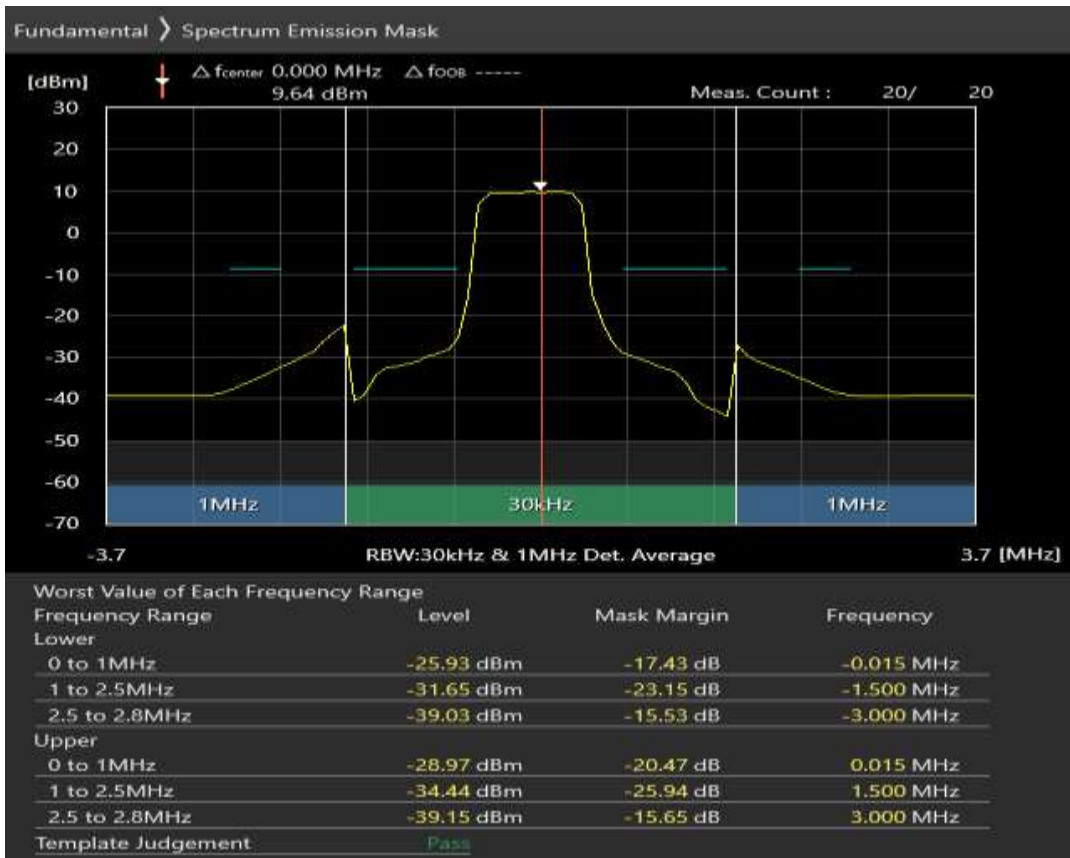 Fundamental 〉 Spectrum Emission Mask
[dBm] △ fcenter 0.000 MHz △ fOOB -----
9.64 dBm Meas. Count : 20/ 20
30
20
10
0
-10
-20
-30
-40
-50
-60
1MHz 30kHz 1MHz
-70
-3.7 RBW:30kHz & 1MHz Det. Average 3.7 [MHz]
Worst Value of Each Frequency Range
Frequency Range Level Mask Margin Frequency
Lower
0 to 1MHz -25.93 dBm -17.43 dB -0.015 MHz
1 to 2.5MHz -31.65 dBm -23.15 dB -1.500 MHz
2.5 to 2.8MHz -39.03 dBm -15.53 dB -3.000 MHz
Upper
0 to 1MHz -28.97 dBm -20.47 dB 0.015 MHz
1 to 2.5MHz -34.44 dBm -25.94 dB 1.500 MHz
2.5 to 2.8MHz -39.15 dBm -15.65 dB 3.000 MHz
Template Judgement Pass